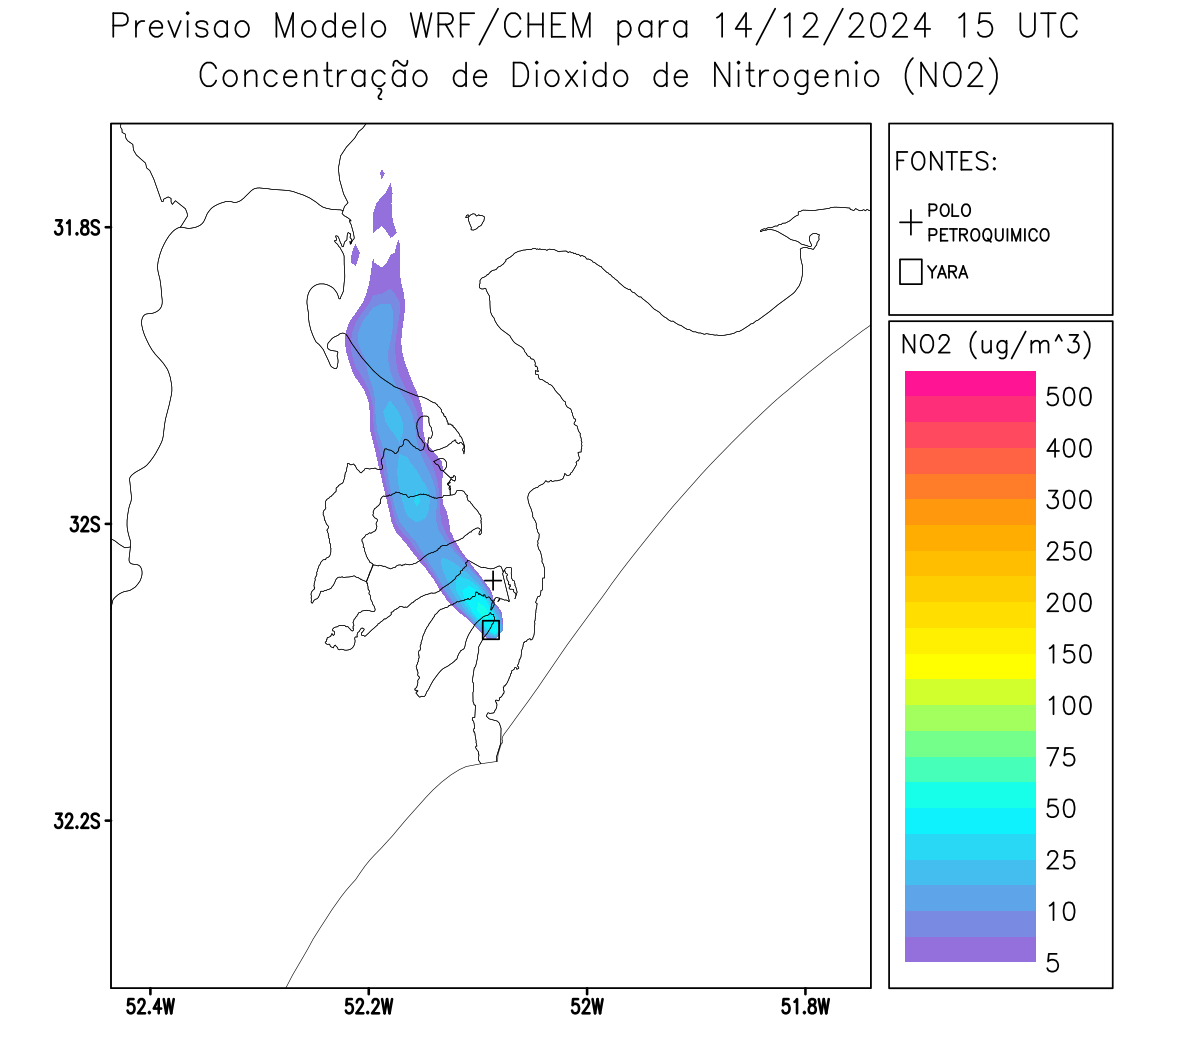 Previsao Modelo WRF/CHEM para 14/12/2024 15 UTC
Concentração de Dioxido de Nitrogenio (NO2)
FONTES:
POLO
PETROQUIMICO
YARA
NO2 (ug/m^3)
500
400
300
250
200
150
100
75
50
25
10
5
31.8S
32S
32.2S
52.4W
52.2W
52W
51.8W